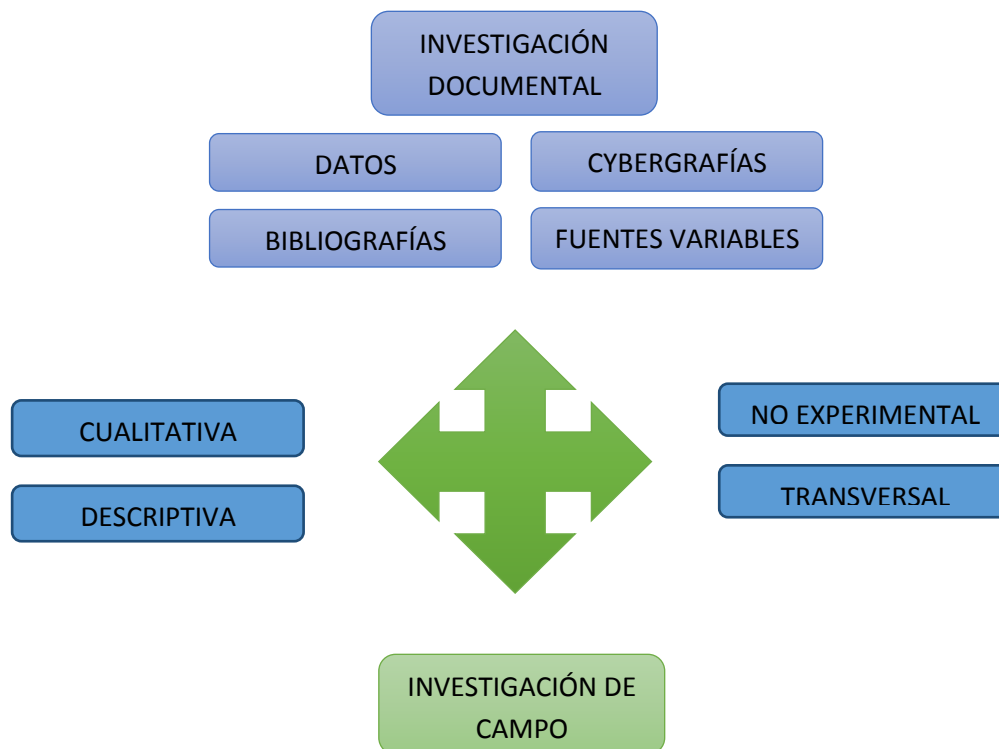 INVESTIGACIÓN
DOCUMENTAL
DATOS
CYBERGRAFÍAS
BIBLIOGRAFÍAS
FUENTES VARIABLES
CUALITATIVA
DESCRIPTIVA
NO EXPERIMENTAL
TRANSVERSAL
INVESTIGACIÓN DE
CAMPO